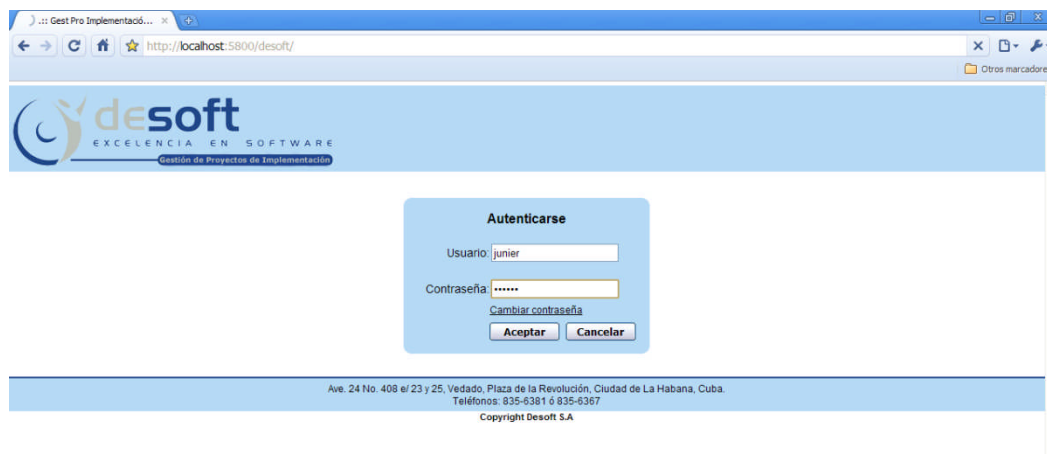 .:: Gest Pro Implementació...
http://localhost:5800/desoft/
Otros marcadore
desoft
EXCELENCIA EN SOFTWARE
Gestión de Proyectos de Implementación
Autenticarse
Usuario: junier
Contraseña: ••••••
Cambiar contraseña
Aceptar Cancelar
Ave. 24 No. 408 e/ 23 y 25, Vedado, Plaza de la Revolución, Ciudad de La Habana, Cuba.
Teléfonos: 835-6381 ó 835-6367
Copyright Desoft S.A